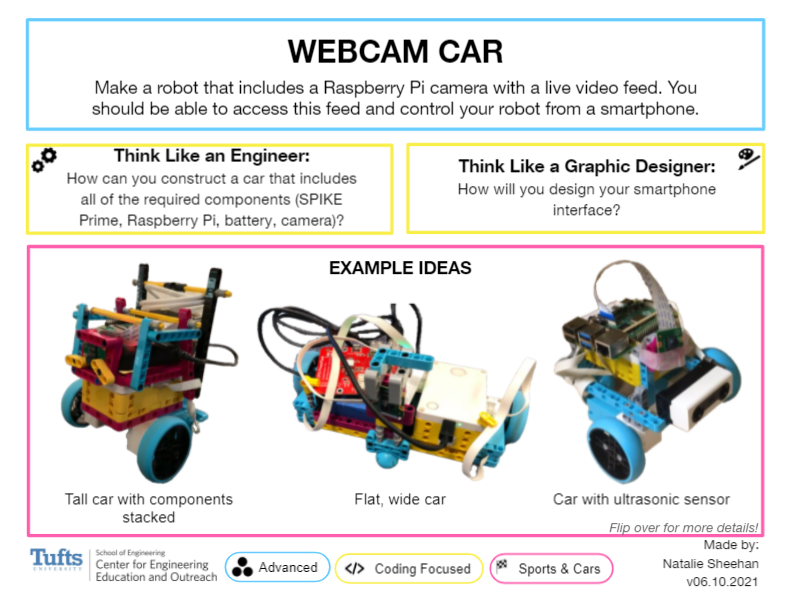 WEBCAM CAR
Make a robot that includes a Raspberry Pi camera with a live video feed. You
should be able to access this feed and control your robot from a smartphone.
Think Like an Engineer:
How can you construct a car that includes
all of the required components (SPIKE
Prime, Raspberry Pi, battery, camera)?
Think Like a Graphic Designer:
How will you design your smartphone
interface?
EXAMPLE IDEAS
Tall car with components
stacked
Flat, wide car
Car with ultrasonic sensor
Flip over for more details!
Tufts
UNIVERSITY
School of Engineering
Center for Engineering
Education and Outreach
Advanced
</> Coding Focused
Sports & Cars
Made by:
Natalie Sheehan
v06.10.2021